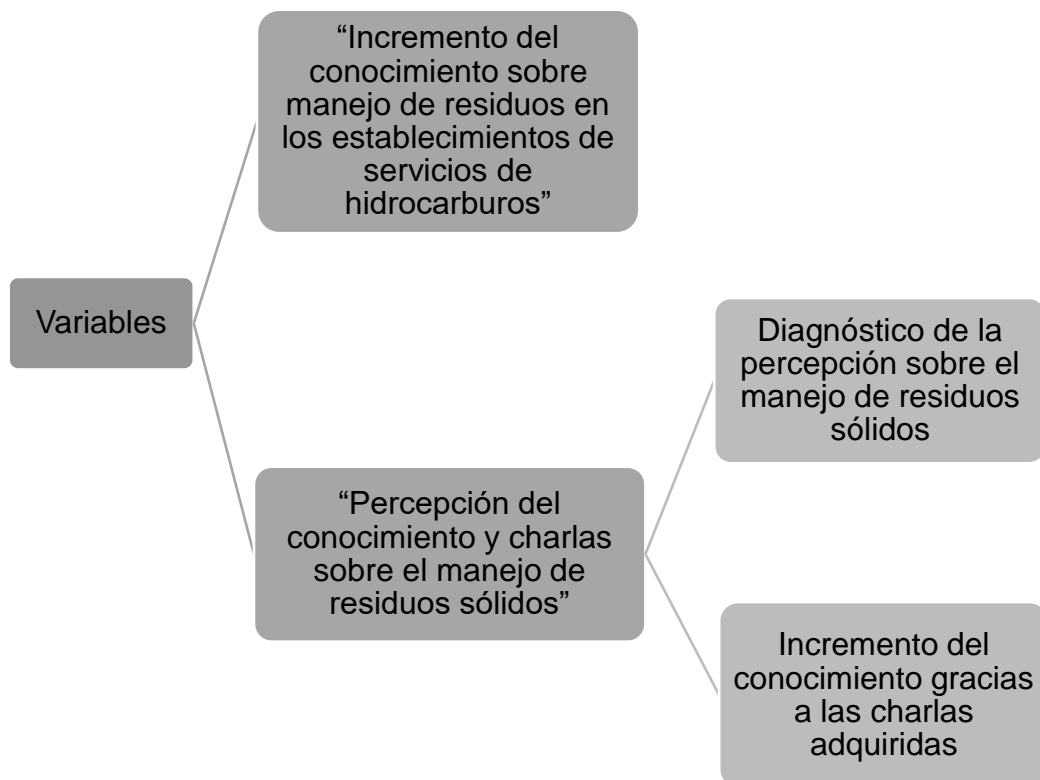 “Incremento del
conocimiento sobre
manejo de residuos en
los establecimientos de
servicios de
hidrocarburos”
Variables
“Percepción del
conocimiento y charlas
sobre el manejo de
residuos sólidos”
Diagnóstico de la
percepción sobre el
manejo de residuos
sólidos
Incremento del
conocimiento gracias
a las charlas
adquiridas